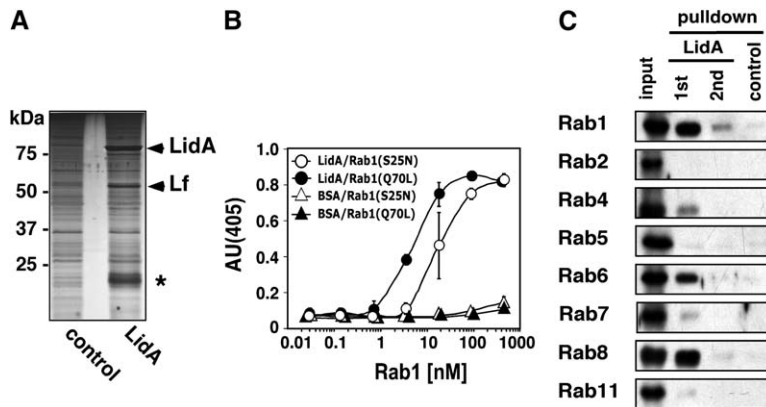 A
kDa
75
50
37
25
LidA
Lf
*
control
LidA
B
AU(405)
1.0
0.8
0.6
0.4
0.2
0
LidA/Rab1(S25N)
LidA/Rab1(Q70L)
BSA/Rab1(S25N)
BSA/Rab1(Q70L)
0.01 0.1 1 10 100 1000
Rab1 [nM]
C
pulldown
LidA
input
1st
2nd
control
Rab1
Rab2
Rab4
Rab5
Rab6
Rab7
Rab8
Rab11